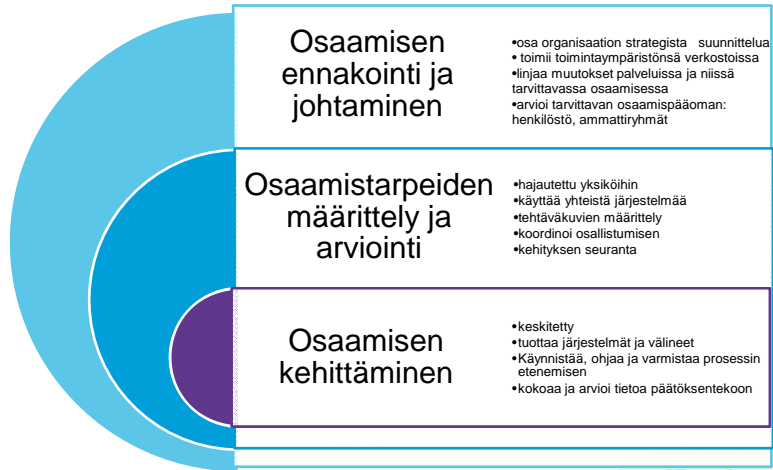 Osaamisen
ennakointi ja
johtaminen
•osa organisaation strategista suunnittelua
• toimii toimintaympäristönsä verkostoissa
•linjaa muutokset palveluissa ja niissä
tarvittavassa osaamisessa
•arvioi tarvittavan osaamispääoman:
henkilöstö, ammattiryhmät
Osaamistarpeiden
määrittely ja
arviointi
•hajautettu yksiköihin
•käyttää yhteistä järjestelmää
•tehtäväkuvien määrittely
•koordinoi osallistumisen
•kehityksen seuranta
Osaamisen
kehittäminen
•keskitetty
•tuottaa järjestelmät ja välineet
•Käynnistää, ohjaa ja varmistaa prosessin
etenemisen
•kokoaa ja arvioi tietoa päätöksentekoon